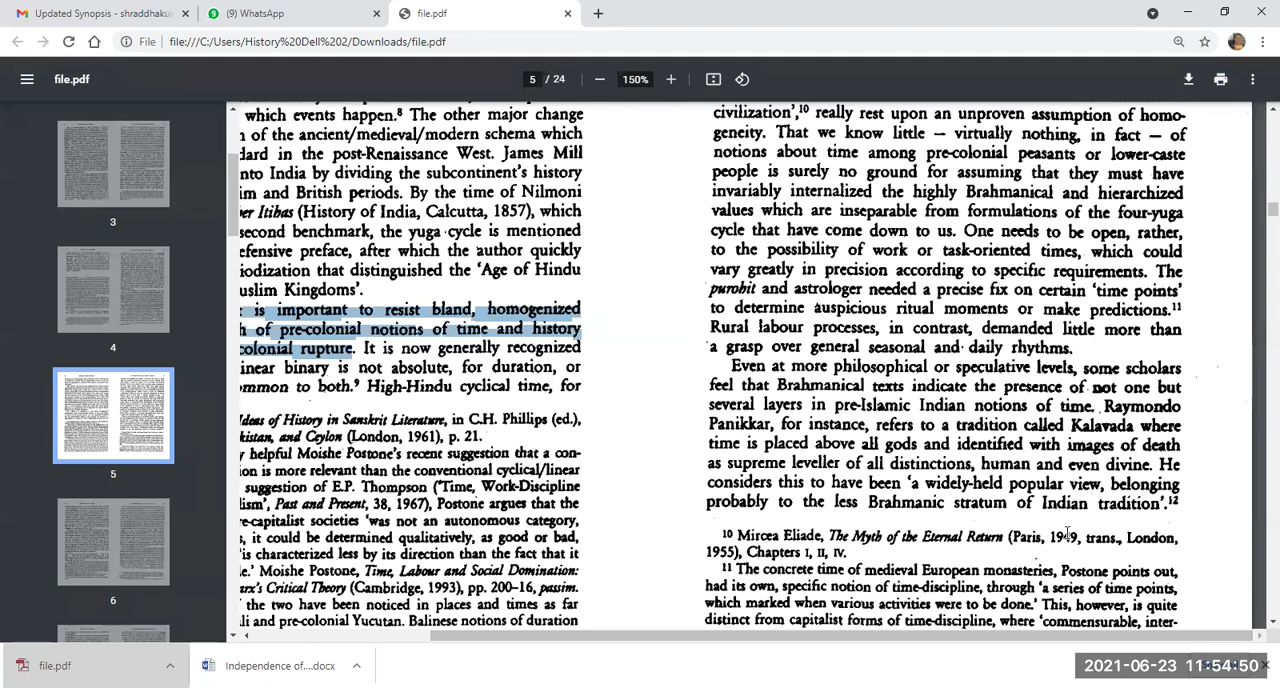 Updated Synopsis - shraddhaku
(9) WhatsApp
file.pdf
File
file:///C:/Users/History%20Dell%202/Downloads/file.pdf
file.pdf
5 / 24
150%
3
4
5
6
which events happen.⁸ The other major change
of the ancient/medieval/modern schema which
dard in the post-Renaissance West. James Mill
nto India by dividing the subcontinent's history
im and British periods. By the time of Nilmoni
er Itibas (History of India, Calcutta, 1857), which
second benchmark, the yuga cycle is mentioned
efensive preface, after which the author quickly
iodization that distinguished the 'Age of Hindu
uslim Kingdoms'.
is important to resist bland, homogenized
h of pre-colonial notions of time and history
colonial rupture. It is now generally recognized
inear binary is not absolute, for duration, or
ommon to both.⁹ High-Hindu cyclical time, for
Ideas of History in Sanskrit Literature, in C.H. Phillips (ed.),
kistan, and Ceylon (London, 1961), p. 21.
y helpful Moishe Postone's recent suggestion that a con-
ion is more relevant than the conventional cyclical/linear
suggestion of E.P. Thompson ('Time, Work-Discipline
lism', Past and Present, 38, 1967), Postone argues that the
re-capitalist societies 'was not an autonomous category,
s, it could be determined qualitatively, as good or bad,
'is characterized less by its direction than the fact that it
le.' Moishe Postone, Time, Labour and Social Domination:
arx's Critical Theory (Cambridge, 1993), pp. 200–16, passim.
the two have been noticed in places and times as far
li and pre-colonial Yucutan. Balinese notions of duration
civilization',¹⁰ really rest upon an unproven assumption of homo-
geneity. That we know little — virtually nothing, in fact — of
notions about time among pre-colonial peasants or lower-caste
people is surely no ground for assuming that they must have
invariably internalized the highly Brahmanical and hierarchized
values which are inseparable from formulations of the four-yuga
cycle that have come down to us. One needs to be open, rather,
to the possibility of work or task-oriented times, which could
vary greatly in precision according to specific requirements. The
purohit and astrologer needed a precise fix on certain 'time points'
to determine auspicious ritual moments or make predictions.¹¹
Rural labour processes, in contrast, demanded little more than
a grasp over general seasonal and daily rhythms.
Even at more philosophical or speculative levels, some scholars
feel that Brahmanical texts indicate the presence of not one but
several layers in pre-Islamic Indian notions of time. Raymondo
Panikkar, for instance, refers to a tradition called Kalavada where
time is placed above all gods and identified with images of death
as supreme leveller of all distinctions, human and even divine. He
considers this to have been 'a widely-held popular view, belonging
probably to the less Brahmanic stratum of Indian tradition'.¹²
10 Mircea Eliade, The Myth of the Eternal Return (Paris, 1949, trans., London,
1955), Chapters I, II, IV.
11 The concrete time of medieval European monasteries, Postone points out,
had its own, specific notion of time-discipline, through 'a series of time points,
which marked when various activities were to be done.' This, however, is quite
distinct from capitalist forms of time-discipline, where 'commensurable, inter-
file.pdf
Independence of....docx
2021-06-23 11:54:50